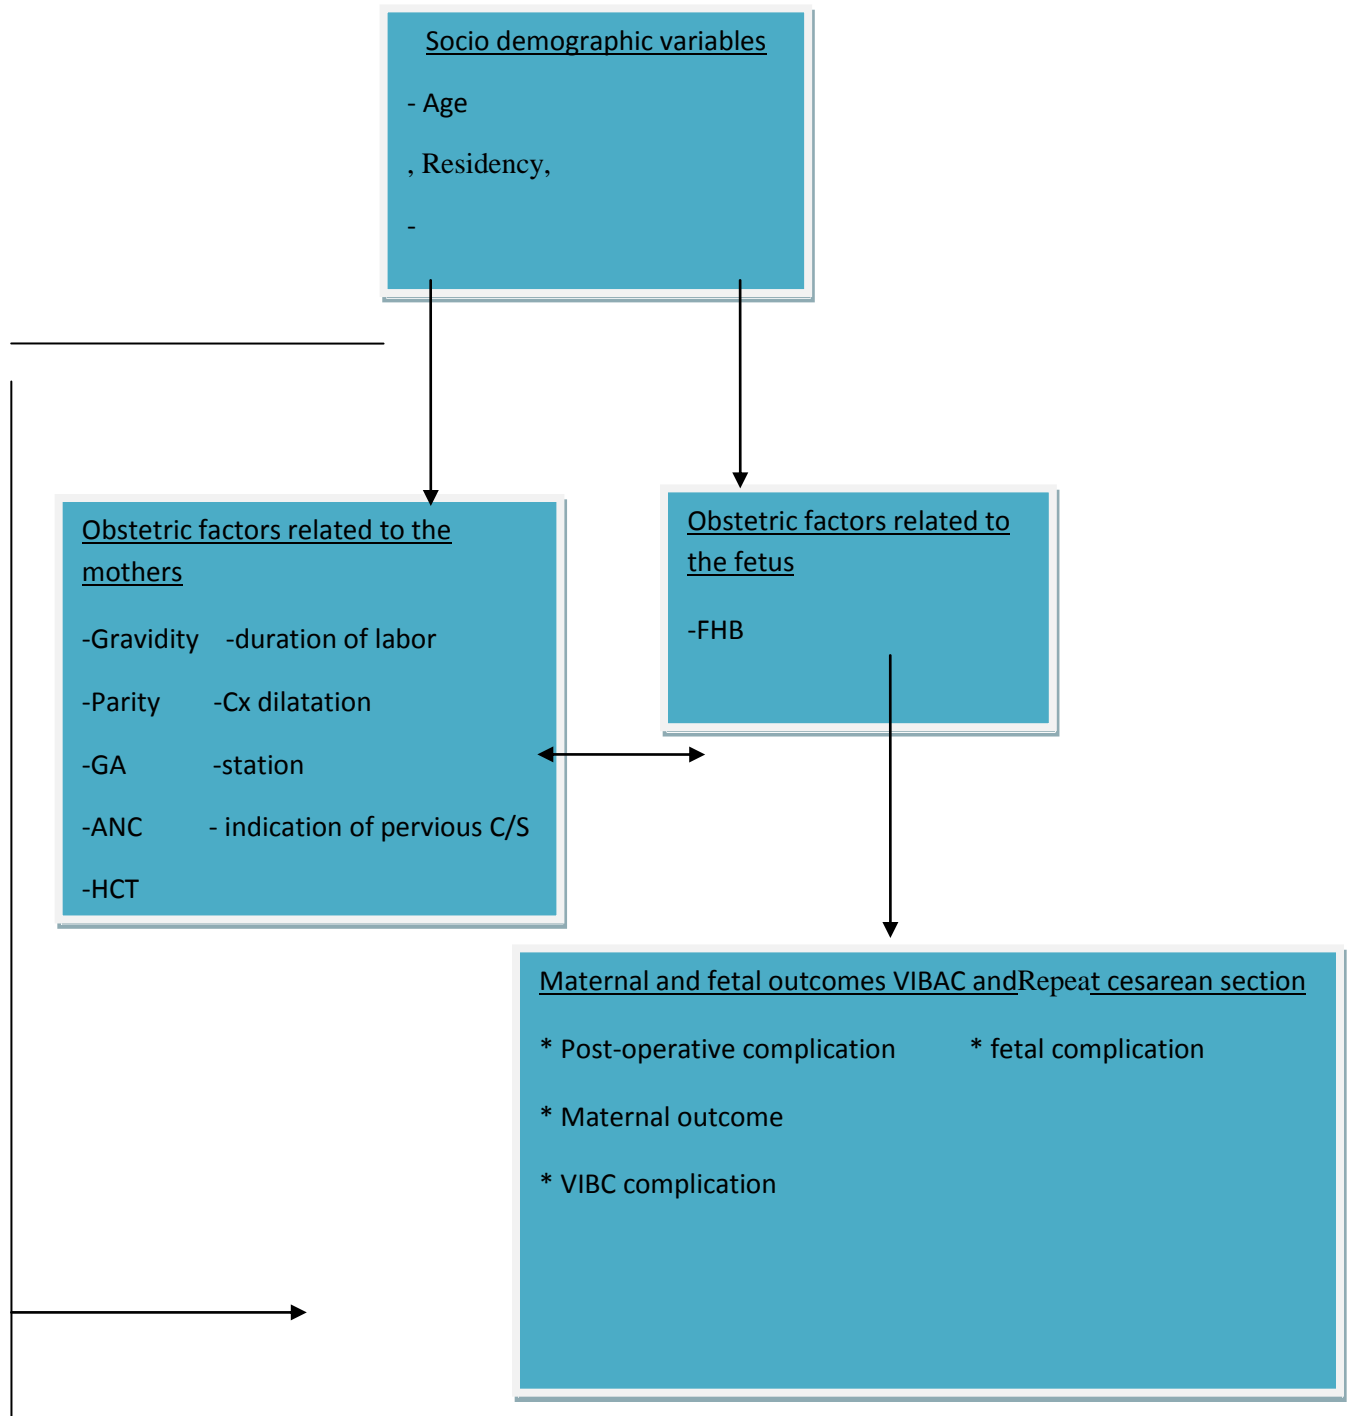 Socio demographic variables
- Age
, Residency,
-
Obstetric factors related to the
mothers
-Gravidity -duration of labor
-Parity -Cx dilatation
-GA -station
-ANC - indication of pervious C/S
-HCT
Obstetric factors related to
the fetus
-FHB
Maternal and fetal outcomes VIBAC andRepeat cesarean section
* Post-operative complication * fetal complication
* Maternal outcome
* VIBC complication